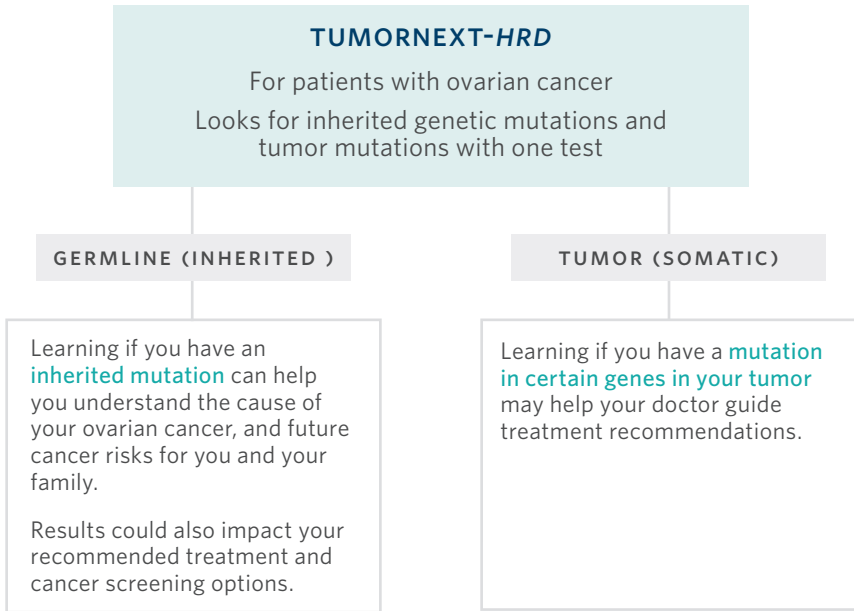 TUMORNEXT-HRD
For patients with ovarian cancer
Looks for inherited genetic mutations and
tumor mutations with one test
GERMLINE (INHERITED )
Learning if you have an
inherited mutation can help
you understand the cause of
your ovarian cancer, and future
cancer risks for you and your
family.
Results could also impact your
recommended treatment and
cancer screening options.
TUMOR (SOMATIC)
Learning if you have a mutation
in certain genes in your tumor
may help your doctor guide
treatment recommendations.